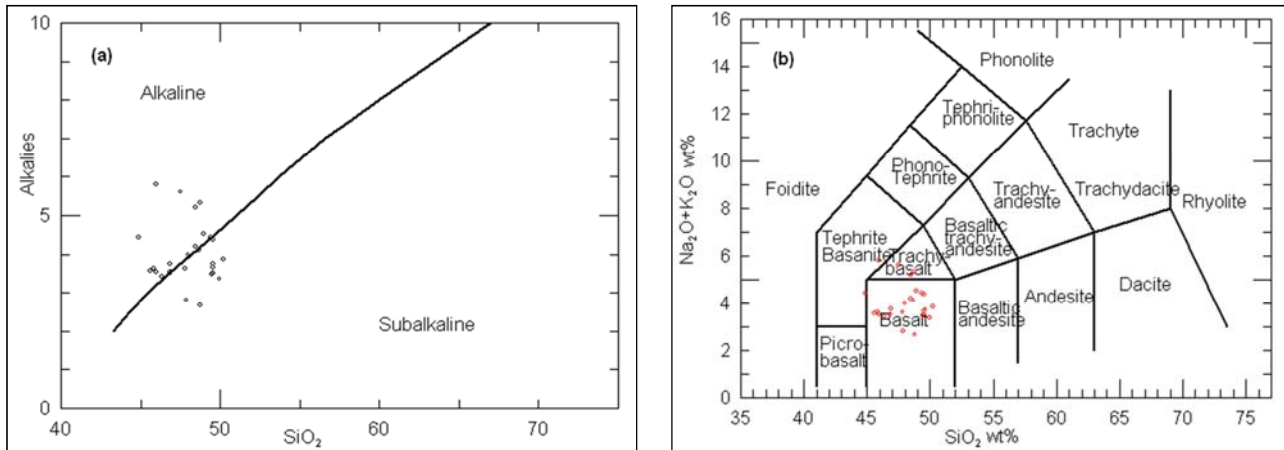 10
(a)
Alkaline
Alkalies
5
Subalkaline
0
40
50
SiO₂
60
70
16
(b)
Phonolite
14
Tephri-
phonolite
12
Trachyte
10
Phono-
Tephrite
Trachy-
andesite
Trachydacite
8
Foidite
Rhyolite
Na₂O+K₂O wt%
Tephrite
Basanite
Basaltic
trachy-
andesite
6
Trachy-
basalt
4
Basalt
Basaltic
andesite
Andesite
Dacite
2
Picro-
basalt
0
35
40
45
50
55
60
65
70
75
SiO₂ wt%